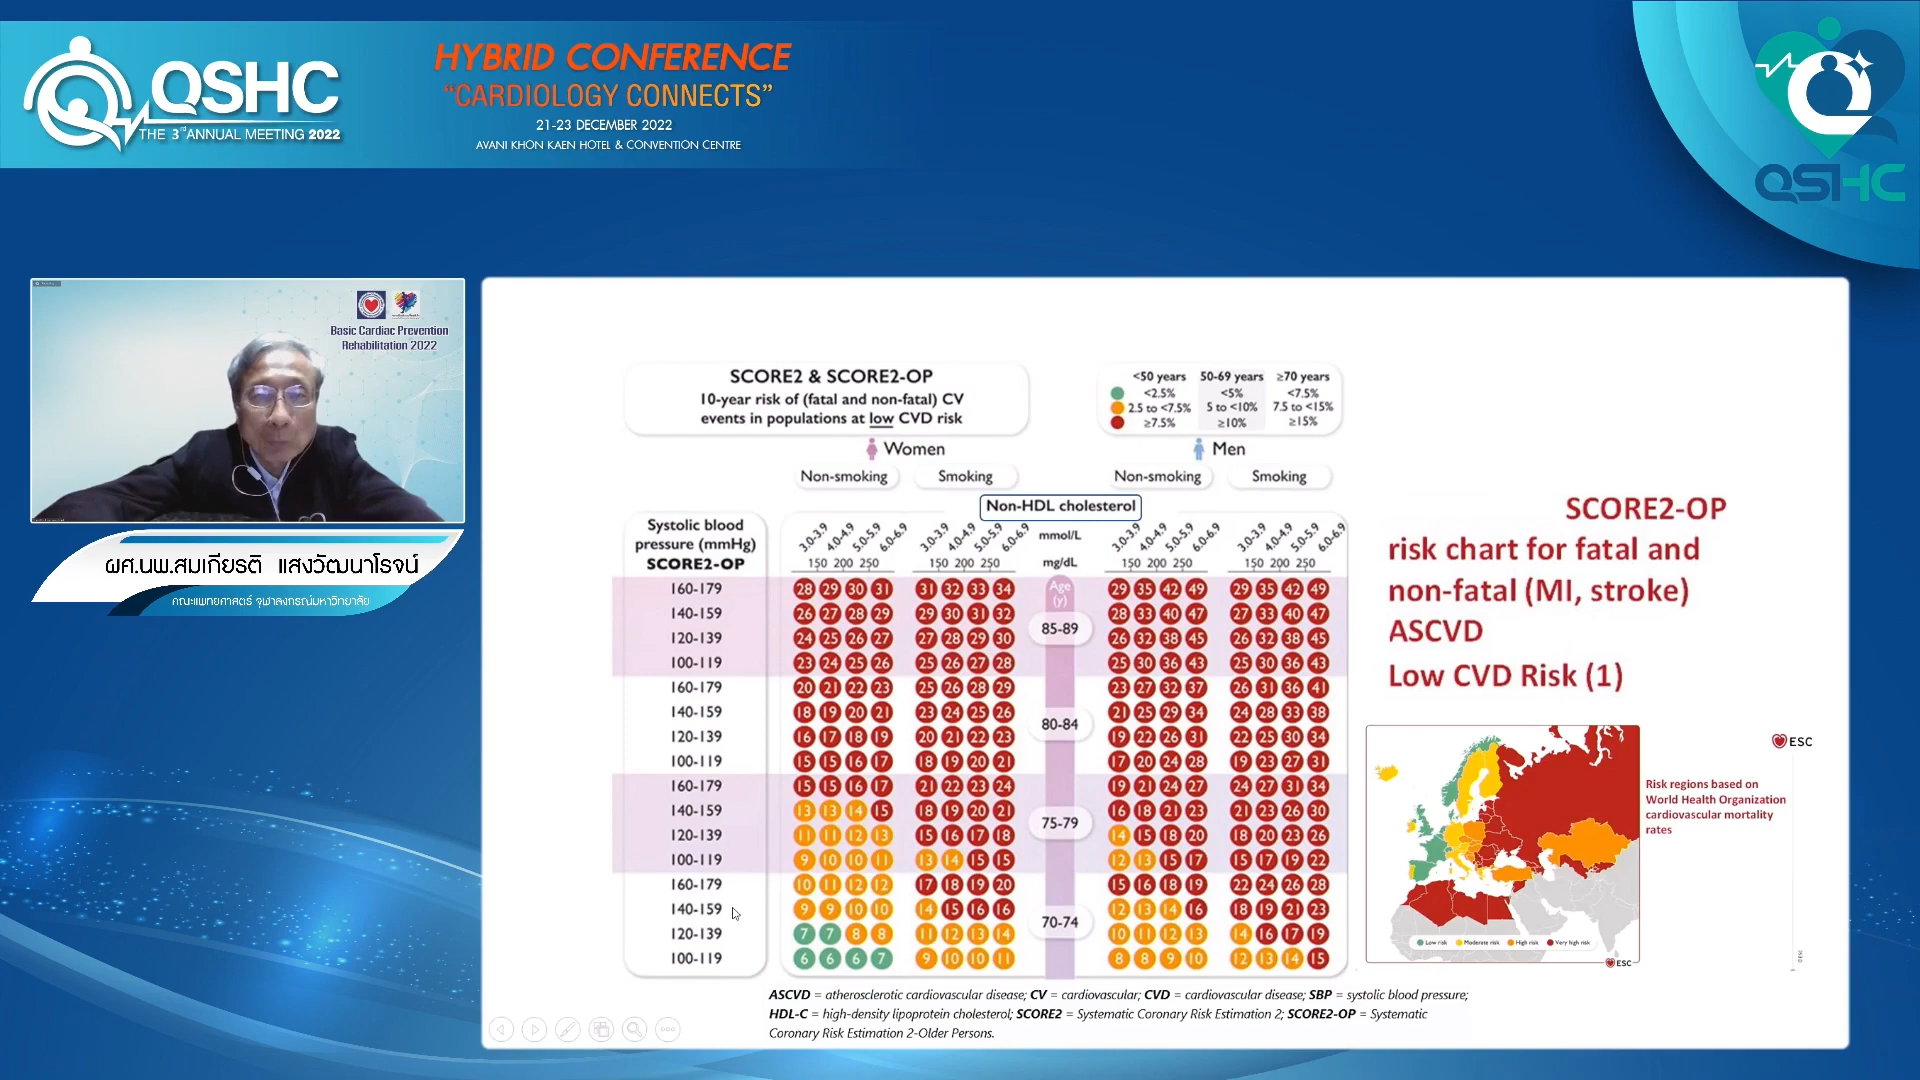 QSHC
THE 3rd ANNUAL MEETING 2022
HYBRID CONFERENCE
“CARDIOLOGY CONNECTS”
21-23 DECEMBER 2022
AVANI KHON KAEN HOTEL & CONVENTION CENTRE
QSHC
Basic Cardiac Prevention
Rehabilitation 2022
ผศ.นพ.สมเกียรติ แสงวัฒนาโรจน์
คณะแพทยศาสตร์ จุฬาลงกรณ์มหาวิทยาลัย
SCORE2 & SCORE2-OP
10-year risk of (fatal and non-fatal) CV
events in populations at low CVD risk
<50 years 50-69 years ≥70 years
<2.5% <5% <7.5%
2.5 to <7.5% 5 to <10% 7.5 to <15%
≥7.5% ≥10% ≥15%
Women Men
Non-smoking Smoking Non-smoking Smoking
Non-HDL cholesterol
Systolic blood
pressure (mmHg)
SCORE2-OP
3.0-3.9 4.0-4.9 5.0-5.9 6.0-6.9 3.0-3.9 4.0-4.9 5.0-5.9 6.0-6.9 mmol/L 3.0-3.9 4.0-4.9 5.0-5.9 6.0-6.9 3.0-3.9 4.0-4.9 5.0-5.9 6.0-6.9
150 200 250 150 200 250 mg/dL 150 200 250 150 200 250
Age
(y)
160-179 28 29 30 31 31 32 33 34 29 35 42 49 29 35 42 49
140-159 26 27 28 29 29 30 31 32 28 33 40 47 27 33 40 47
85-89
120-139 24 25 26 27 27 28 29 30 26 32 38 45 26 32 38 45
100-119 23 24 25 26 25 26 27 28 25 30 36 43 25 30 36 43
160-179 20 21 22 23 25 26 28 29 23 27 32 37 26 31 36 41
140-159 18 19 20 21 23 24 25 26 21 25 29 34 24 28 33 38
80-84
120-139 16 17 18 19 20 21 22 23 19 22 26 31 22 25 30 34
100-119 15 15 16 17 18 19 20 21 17 20 24 28 19 23 27 31
160-179 15 15 16 17 21 22 23 24 19 21 24 27 24 27 31 34
140-159 13 13 14 15 18 19 20 21 16 18 21 23 21 23 26 30
75-79
120-139 11 11 12 13 15 16 17 18 14 15 18 20 18 20 23 26
100-119 9 10 10 11 13 14 15 15 12 13 15 17 15 17 19 22
160-179 10 11 12 12 17 18 19 20 15 16 18 19 22 24 26 28
140-159 9 9 10 10 14 15 16 16 12 13 14 16 18 19 21 23
70-74
120-139 7 7 8 8 11 12 13 14 10 11 12 13 14 16 17 19
100-119 6 6 6 7 9 10 10 11 8 8 9 10 12 13 14 15
SCORE2-OP
risk chart for fatal and
non-fatal (MI, stroke)
ASCVD
Low CVD Risk (1)
ESC
Risk regions based on
World Health Organization
cardiovascular mortality
rates
Low risk Moderate risk High risk Very high risk
ESC
ASCVD = atherosclerotic cardiovascular disease; CV = cardiovascular; CVD = cardiovascular disease; SBP = systolic blood pressure;
HDL-C = high-density lipoprotein cholesterol; SCORE2 = Systematic Coronary Risk Estimation 2; SCORE2-OP = Systematic
Coronary Risk Estimation 2-Older Persons.